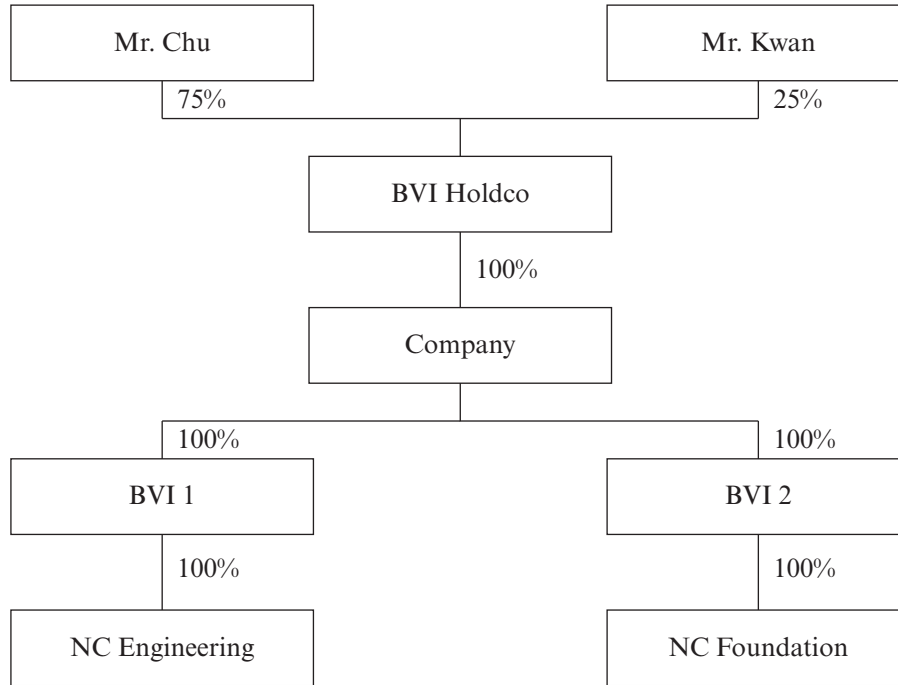 Mr. Chu
Mr. Kwan
75%
25%
BVI Holdco
100%
Company
100%
100%
BVI 1
BVI 2
100%
100%
NC Engineering
NC Foundation